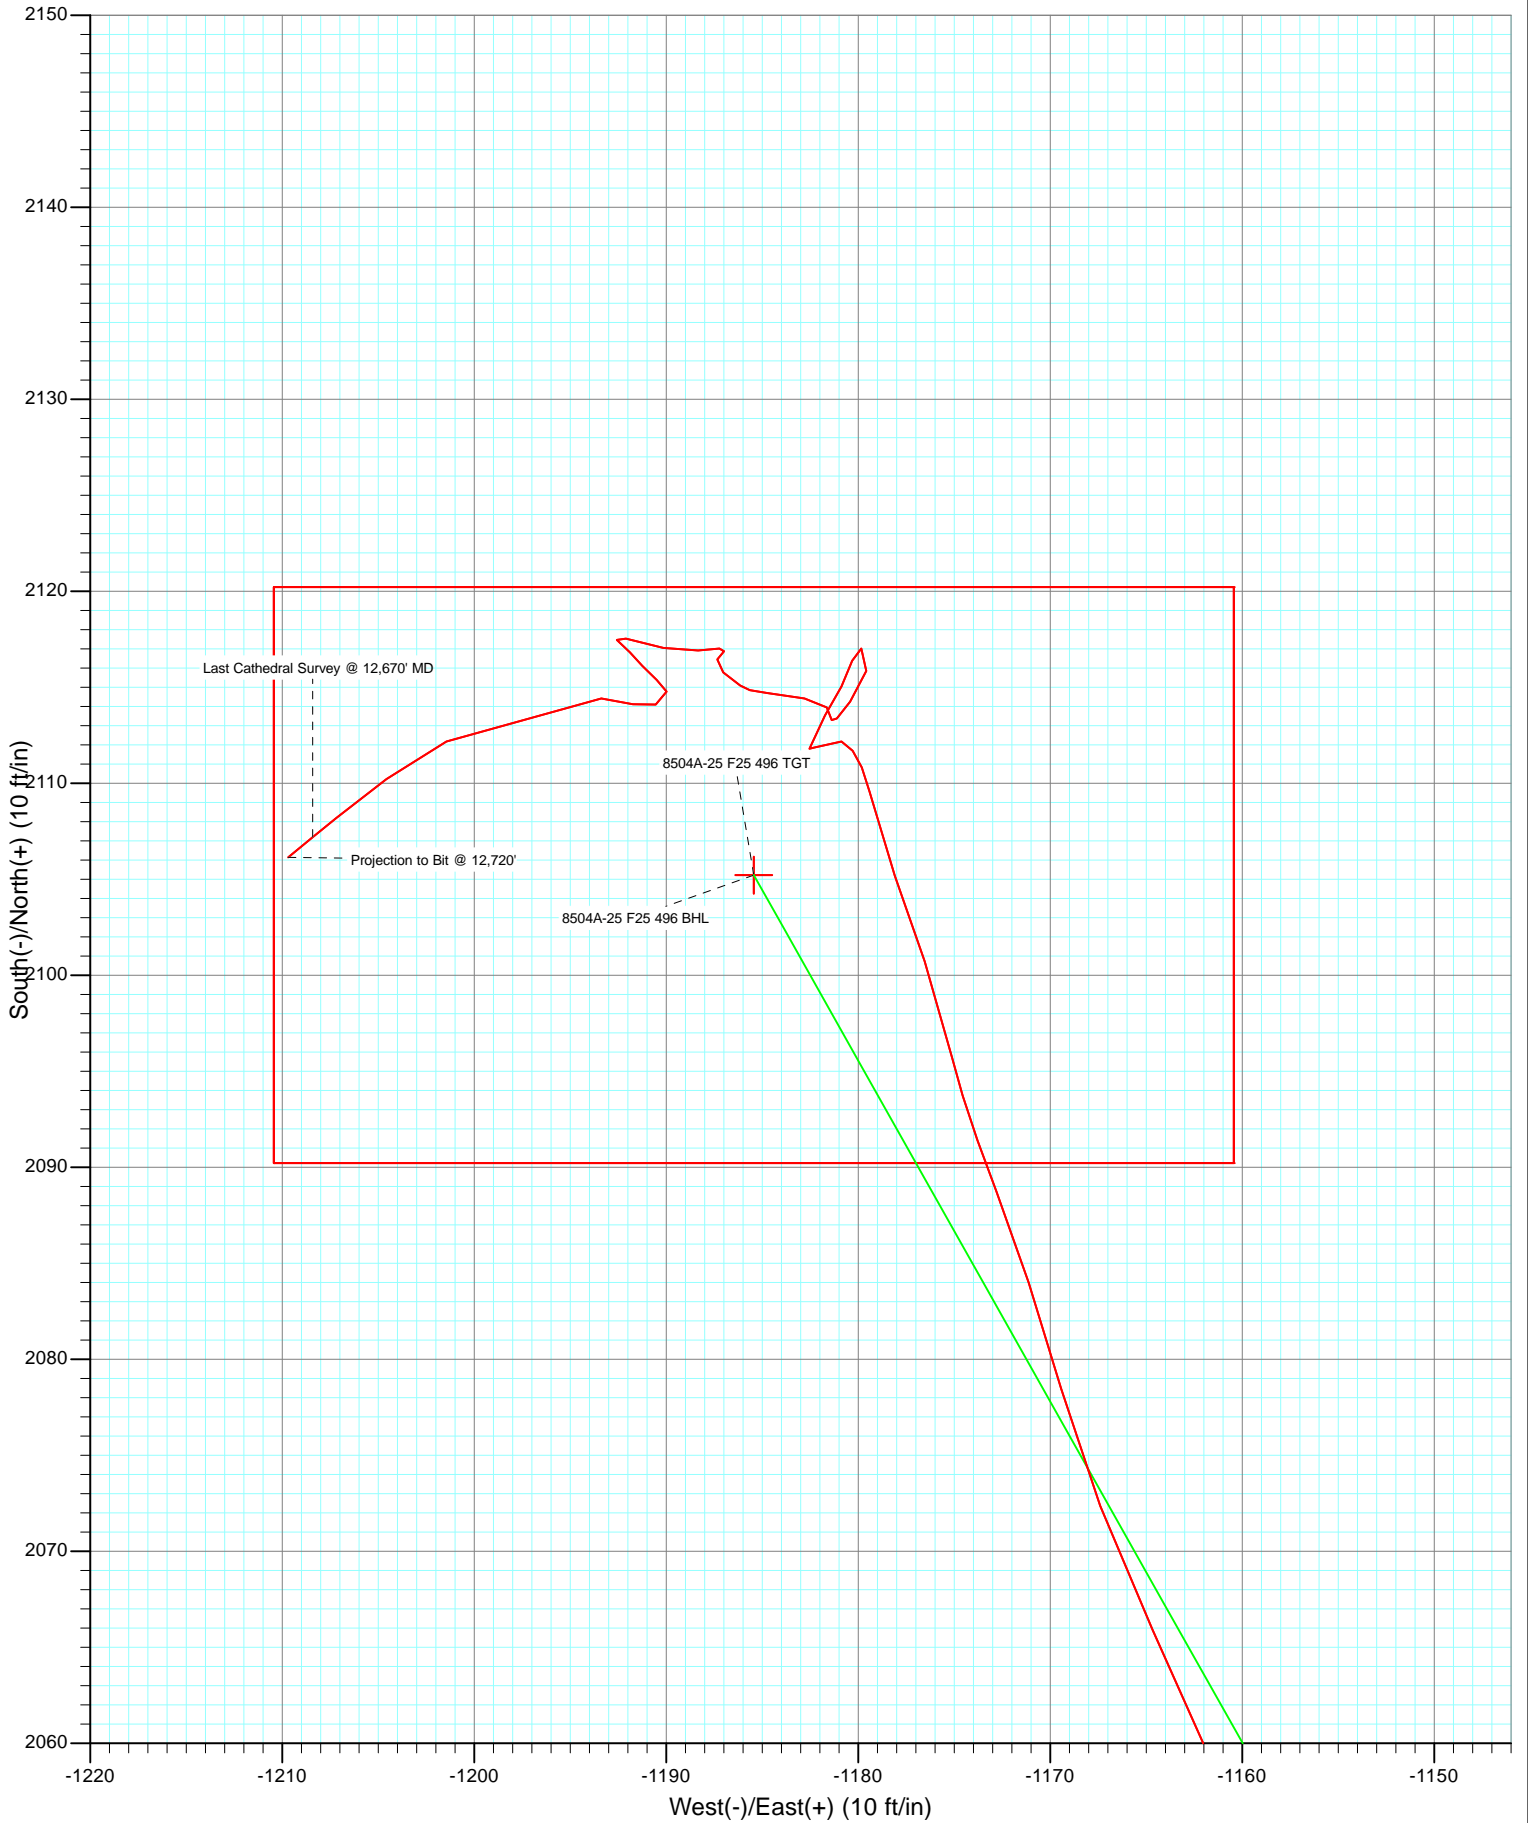 2150
2140
2130
2120
2110
2100
2090
2080
2070
2060
South(-)/North(+) (10 ft/in)
Last Cathedral Survey @ 12,670' MD
8504A-25 F25 496 TGT
Projection to Bit @ 12,720'
8504A-25 F25 496 BHL
-1220 -1210 -1200 -1190 -1180 -1170 -1160 -1150
West(-)/East(+) (10 ft/in)